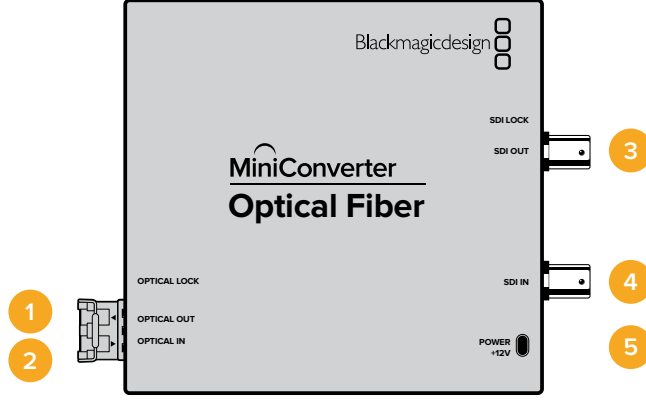 Blackmagicdesign
SDI LOCK
SDI OUT
3
MiniConverter
Optical Fiber
OPTICAL LOCK
SDI IN
4
1
OPTICAL OUT
2
OPTICAL IN
POWER
+12V
5